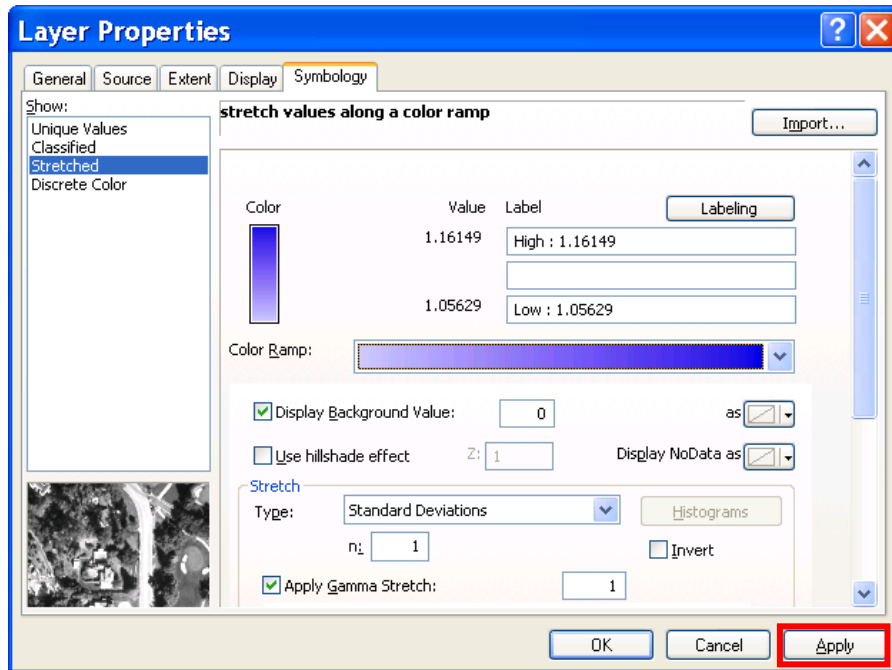 Layer Properties
General Source Extent Display Symbology
Show:
Unique Values
Classified
Stretched
Discrete Color
stretch values along a color ramp
Import...
Color Value Label Labeling
1.16149 High : 1.16149
1.05629 Low : 1.05629
Color Ramp:
Display Background Value: 0 as
Use hillshade effect Z: 1 Display NoData as
Stretch
Type: Standard Deviations Histograms
n: 1 Invert
Apply Gamma Stretch: 1
OK Cancel Apply